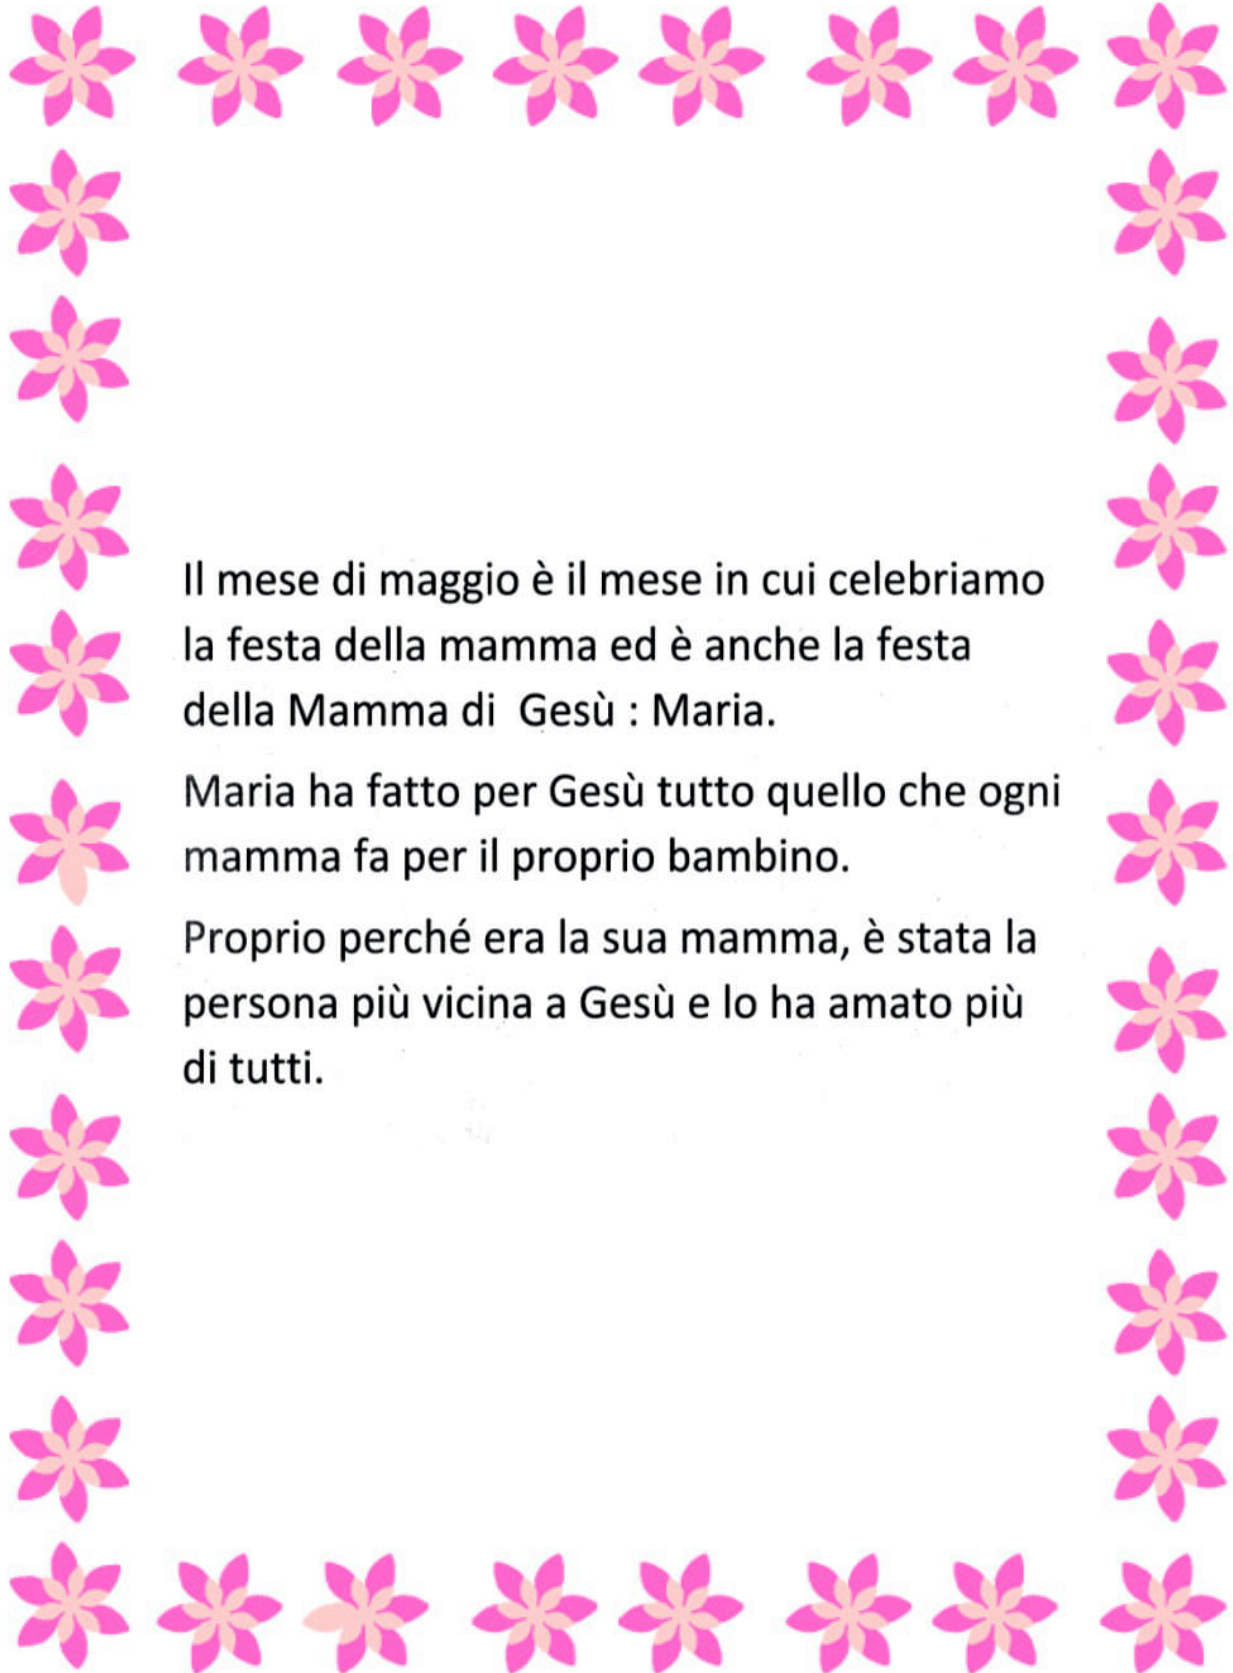 Il mese di maggio è il mese in cui celebriamo
la festa della mamma ed è anche la festa
della Mamma di  Gesù : Maria.
Maria ha fatto per Gesù tutto quello che ogni
mamma fa per il proprio bambino.
Proprio perché era la sua mamma, è stata la
persona più vicina a Gesù e lo ha amato più
di tutti.